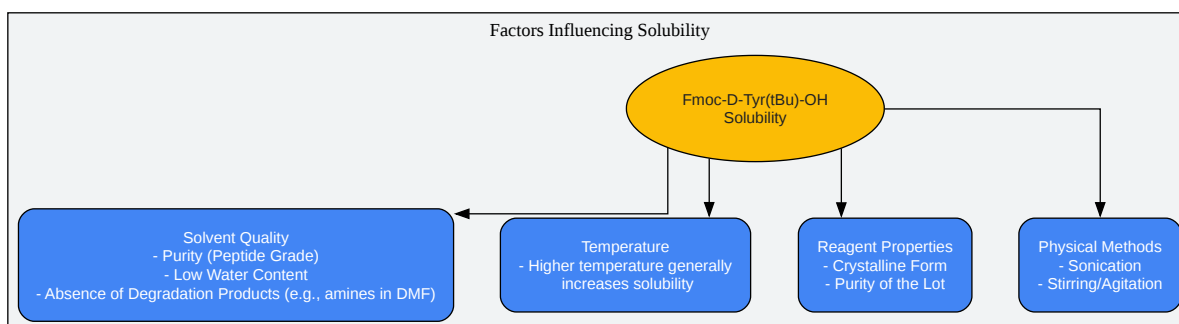 Factors Influencing Solubility
Fmoc-D-Tyr(tBu)-OH
Solubility
Solvent Quality
- Purity (Peptide Grade)
- Low Water Content
- Absence of Degradation Products (e.g., amines in DMF)
Temperature
- Higher temperature generally
increases solubility
Reagent Properties
- Crystalline Form
- Purity of the Lot
Physical Methods
- Sonication
- Stirring/Agitation